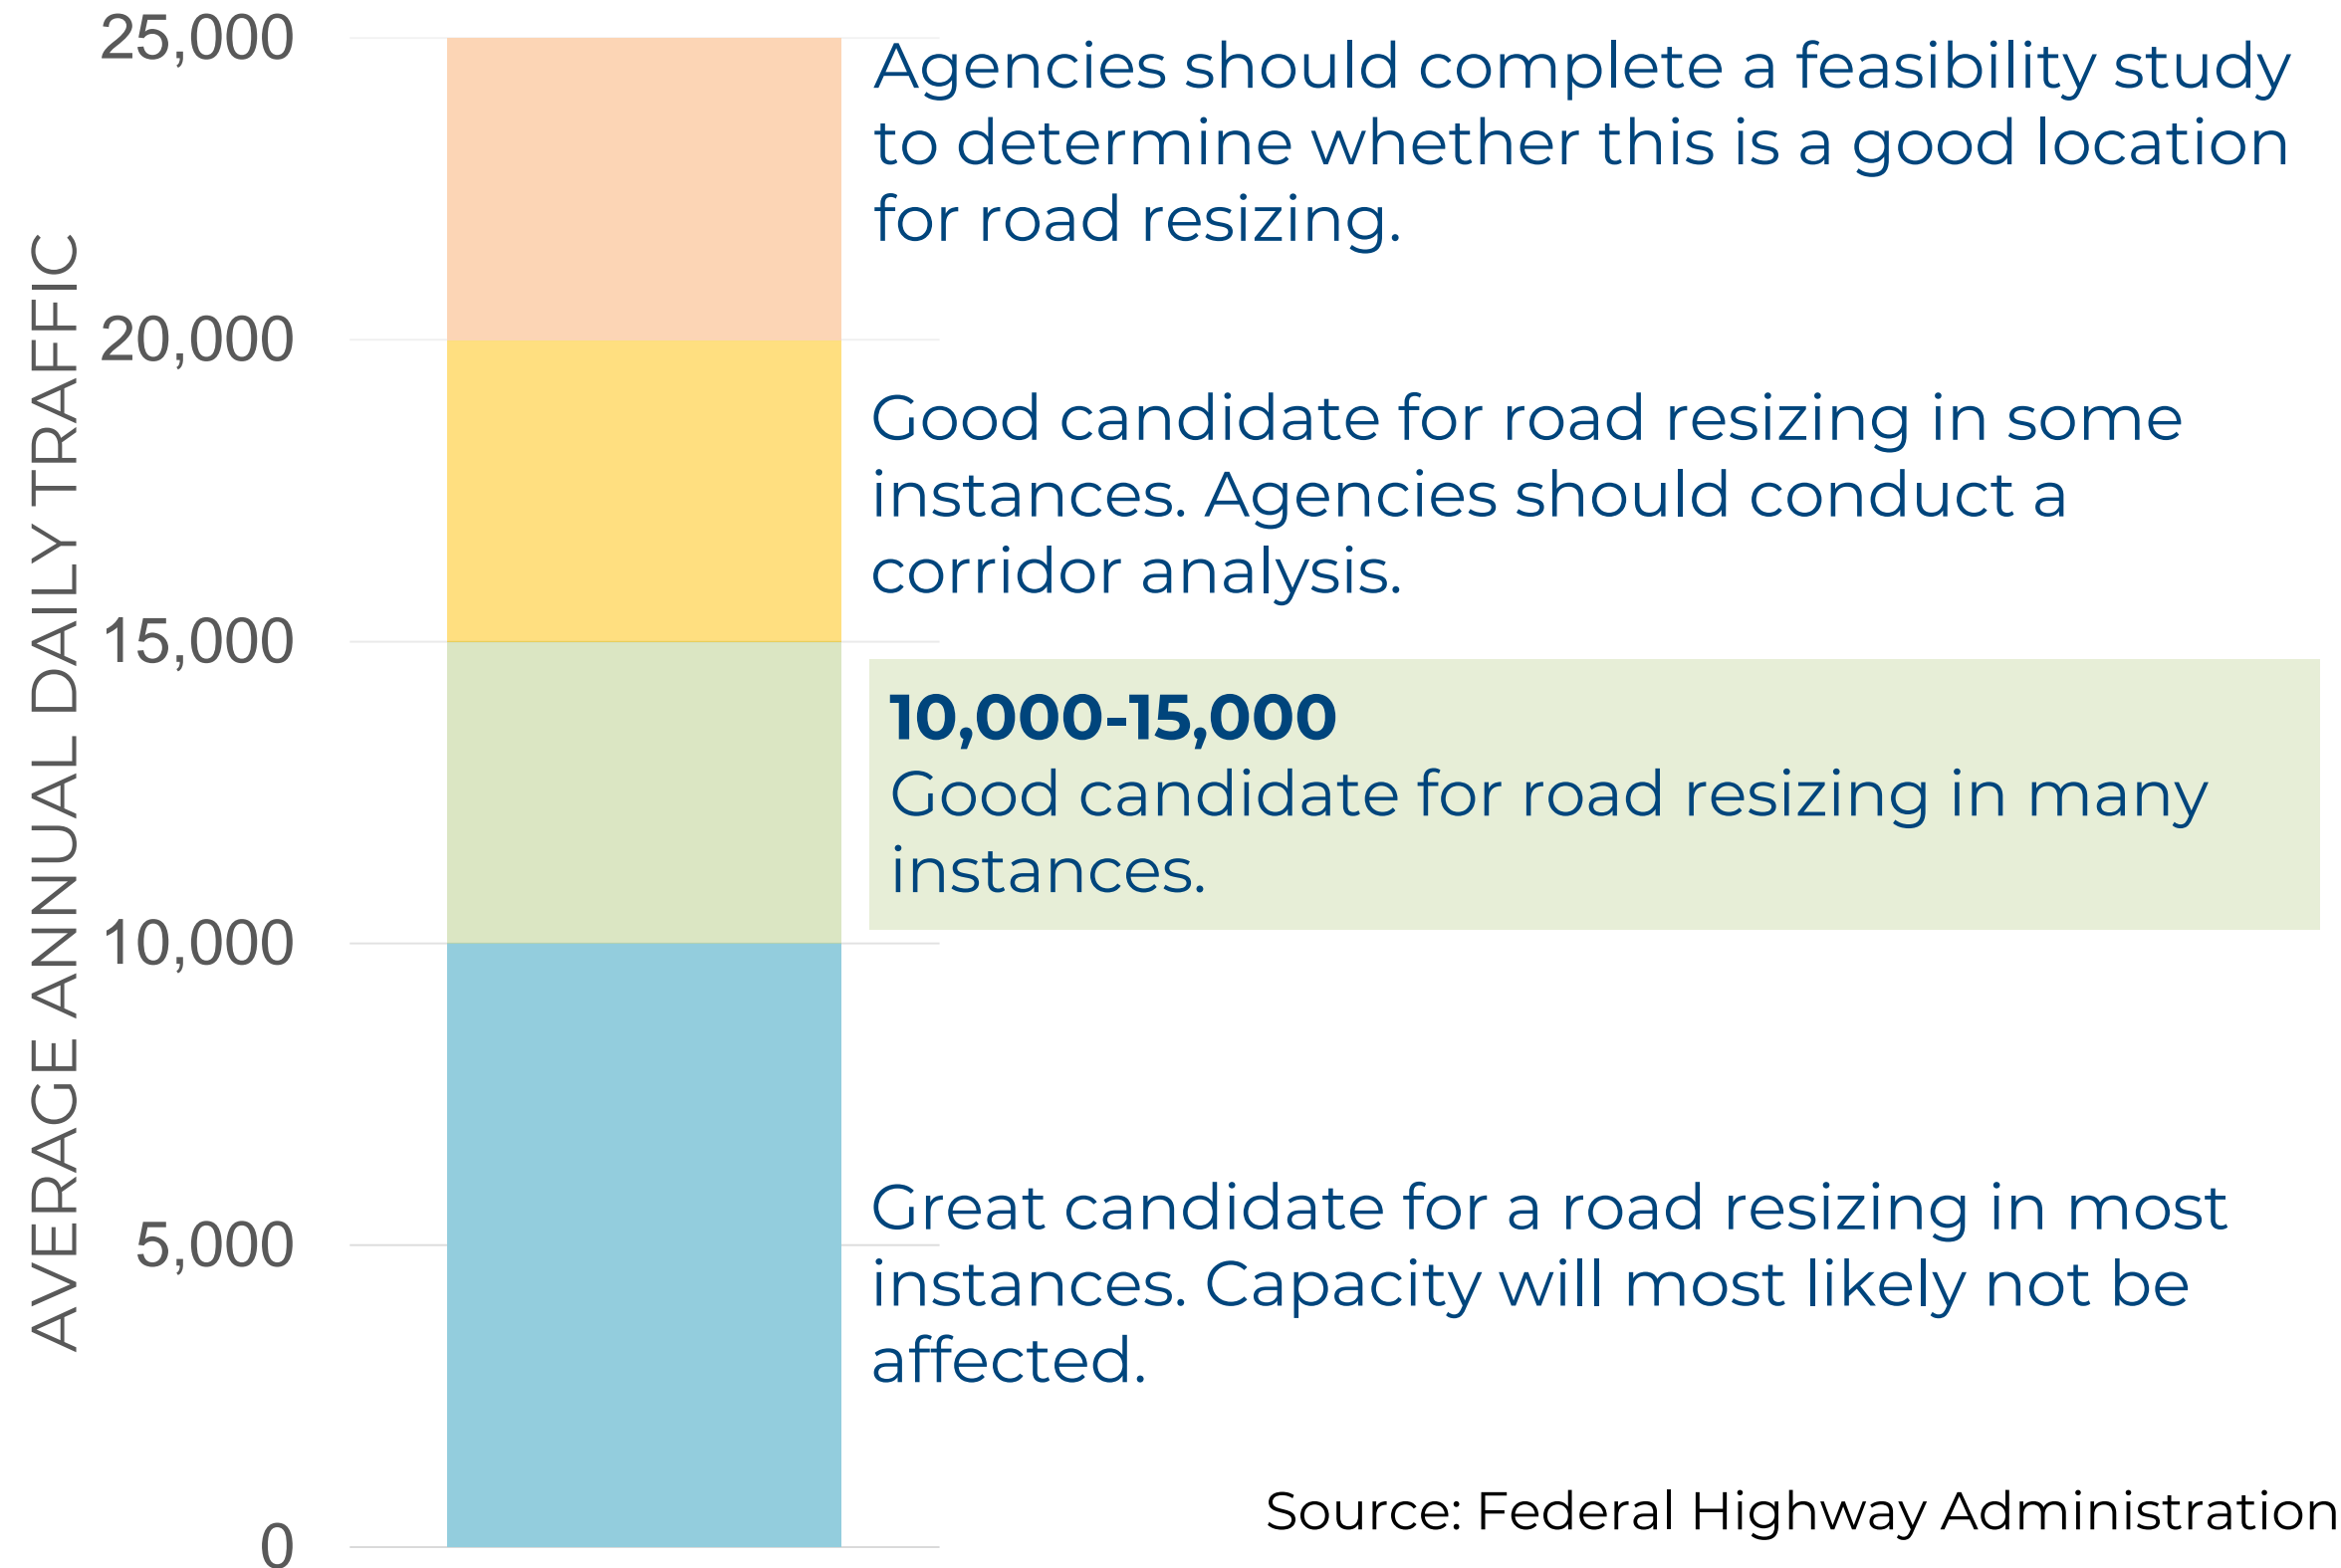 AVERAGE ANNUAL DAILY TRAFFIC
25,000
20,000
15,000
10,000
5,000
0
Agencies should complete a feasibility study
to determine whether this is a good location
for road resizing.
Good candidate for road resizing in some
instances. Agencies should conduct a
corridor analysis.
10,000-15,000
Good candidate for road resizing in many
instances.
Great candidate for a road resizing in most
instances. Capacity will most likely not be
affected.
Source: Federal Highway Administration